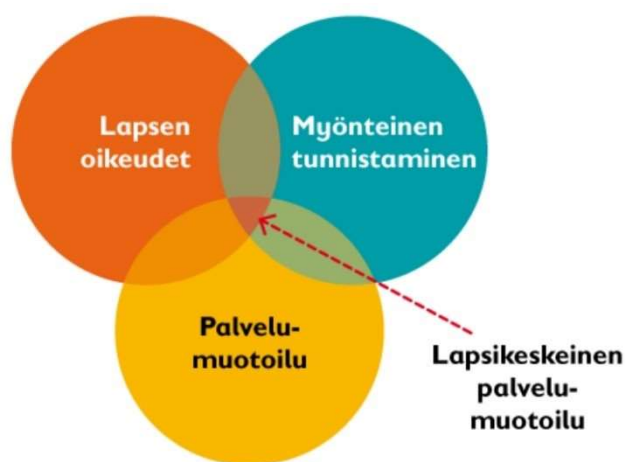 Lapsen
oikeudet
Myönteinen
tunnistaminen
Palvelu-
muotoilu
Lapsikeskeinen
palvelu-
muotoilu